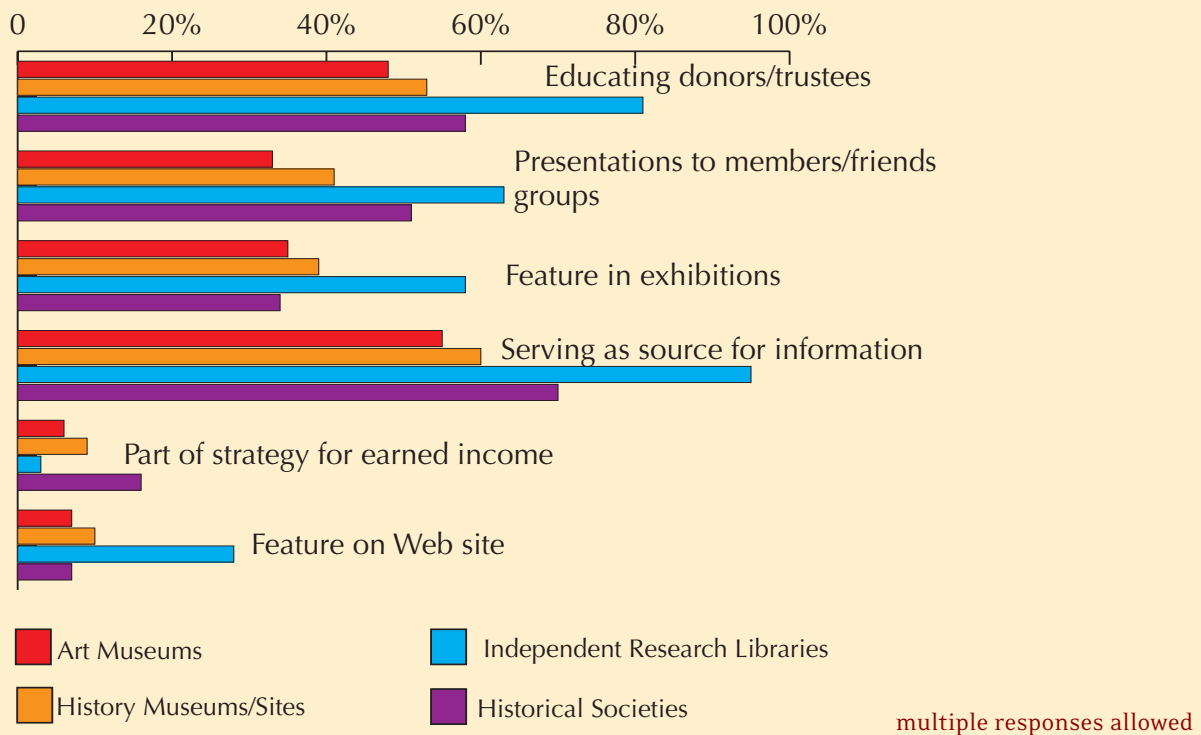 0 20% 40% 60% 80% 100%
Educating donors/trustees
Presentations to members/friends
groups
Feature in exhibitions
Serving as source for information
Part of strategy for earned income
Feature on Web site
Art Museums
Independent Research Libraries
History Museums/Sites
Historical Societies
multiple responses allowed